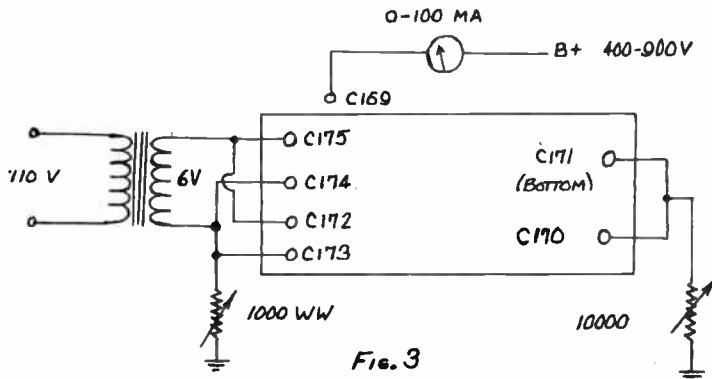 0-100 MA
B+ 400-900V
C169
C175
C171
(BOTTOM)
110 V
6V
C174
C172
C170
C173
1000 WW
10000
FIG. 3